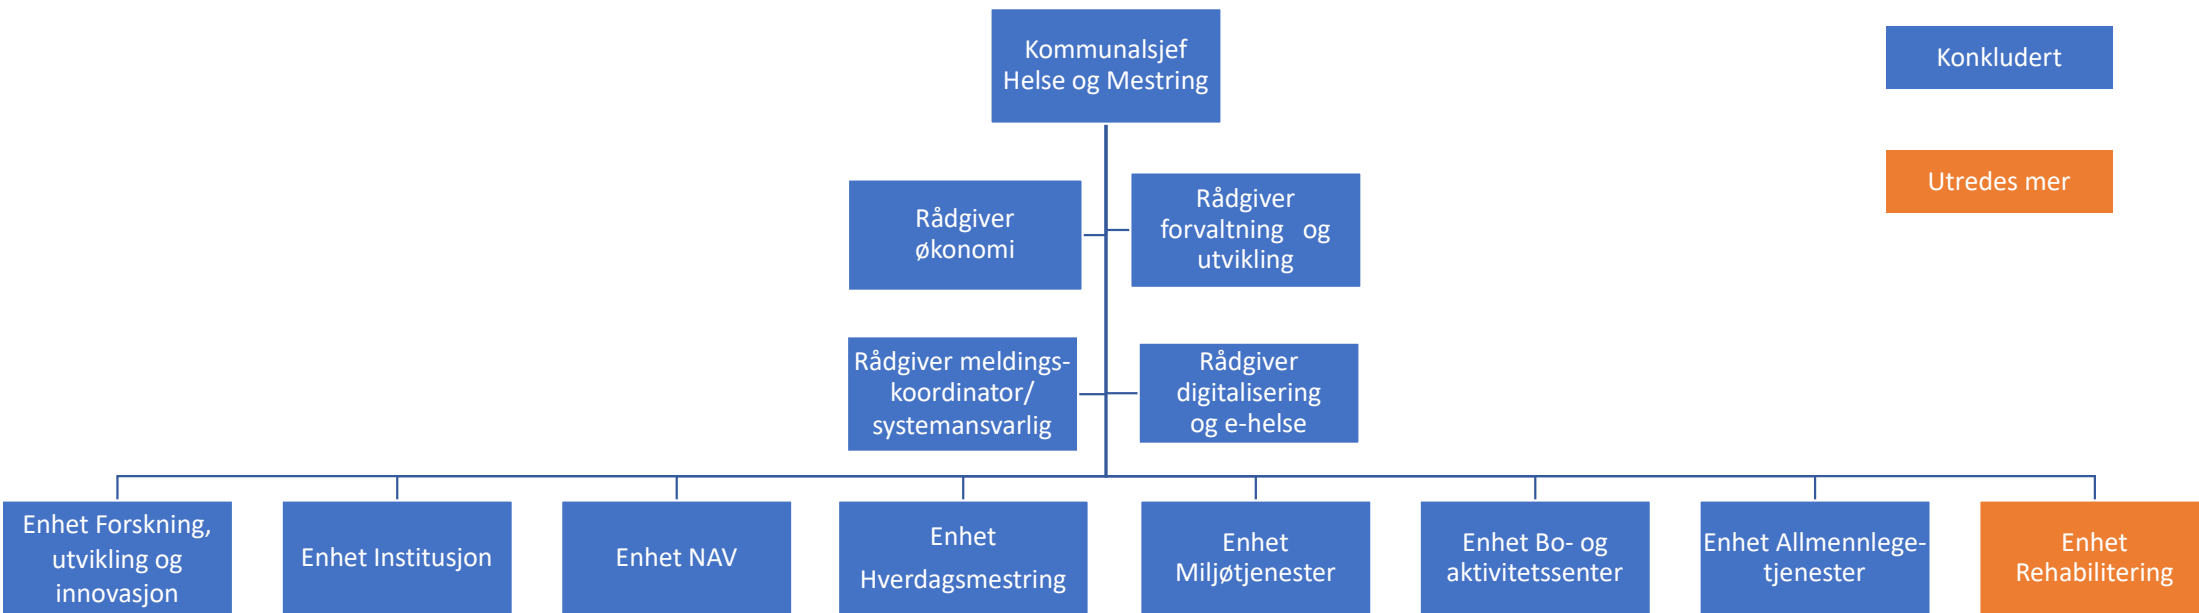 Kommunalsjef
Helse og Mestring
Konkludert
Utredes mer
Rådgiver
økonomi
Rådgiver
forvaltning og
utvikling
Rådgiver meldings-
koordinator/
systemansvarlig
Rådgiver
digitalisering
og e-helse
Enhet Forskning,
utvikling og
innovasjon
Enhet Institusjon
Enhet NAV
Enhet
Hverdagsmestring
Enhet
Miljøtjenester
Enhet Bo- og
aktivitetssenter
Enhet Allmennlege-
tjenester
Enhet
Rehabilitering